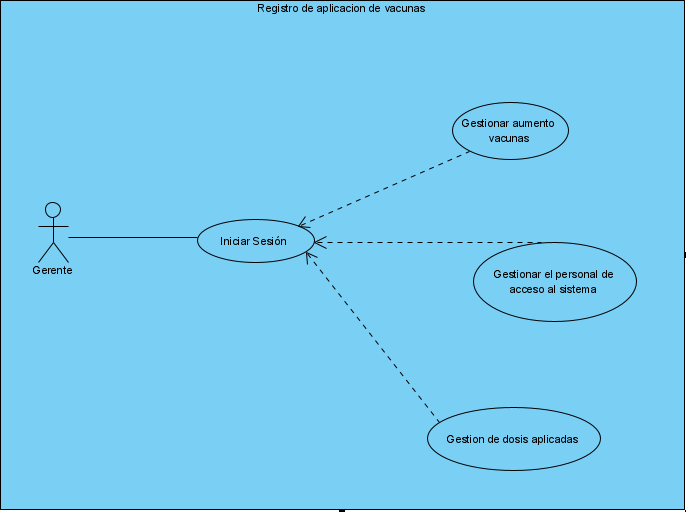 Registro de aplicacion de vacunas
Gestionar aumento
vacunas
Iniciar Sesión
Gerente
Gestionar el personal de
acceso al sistema
Gestion de dosis aplicadas